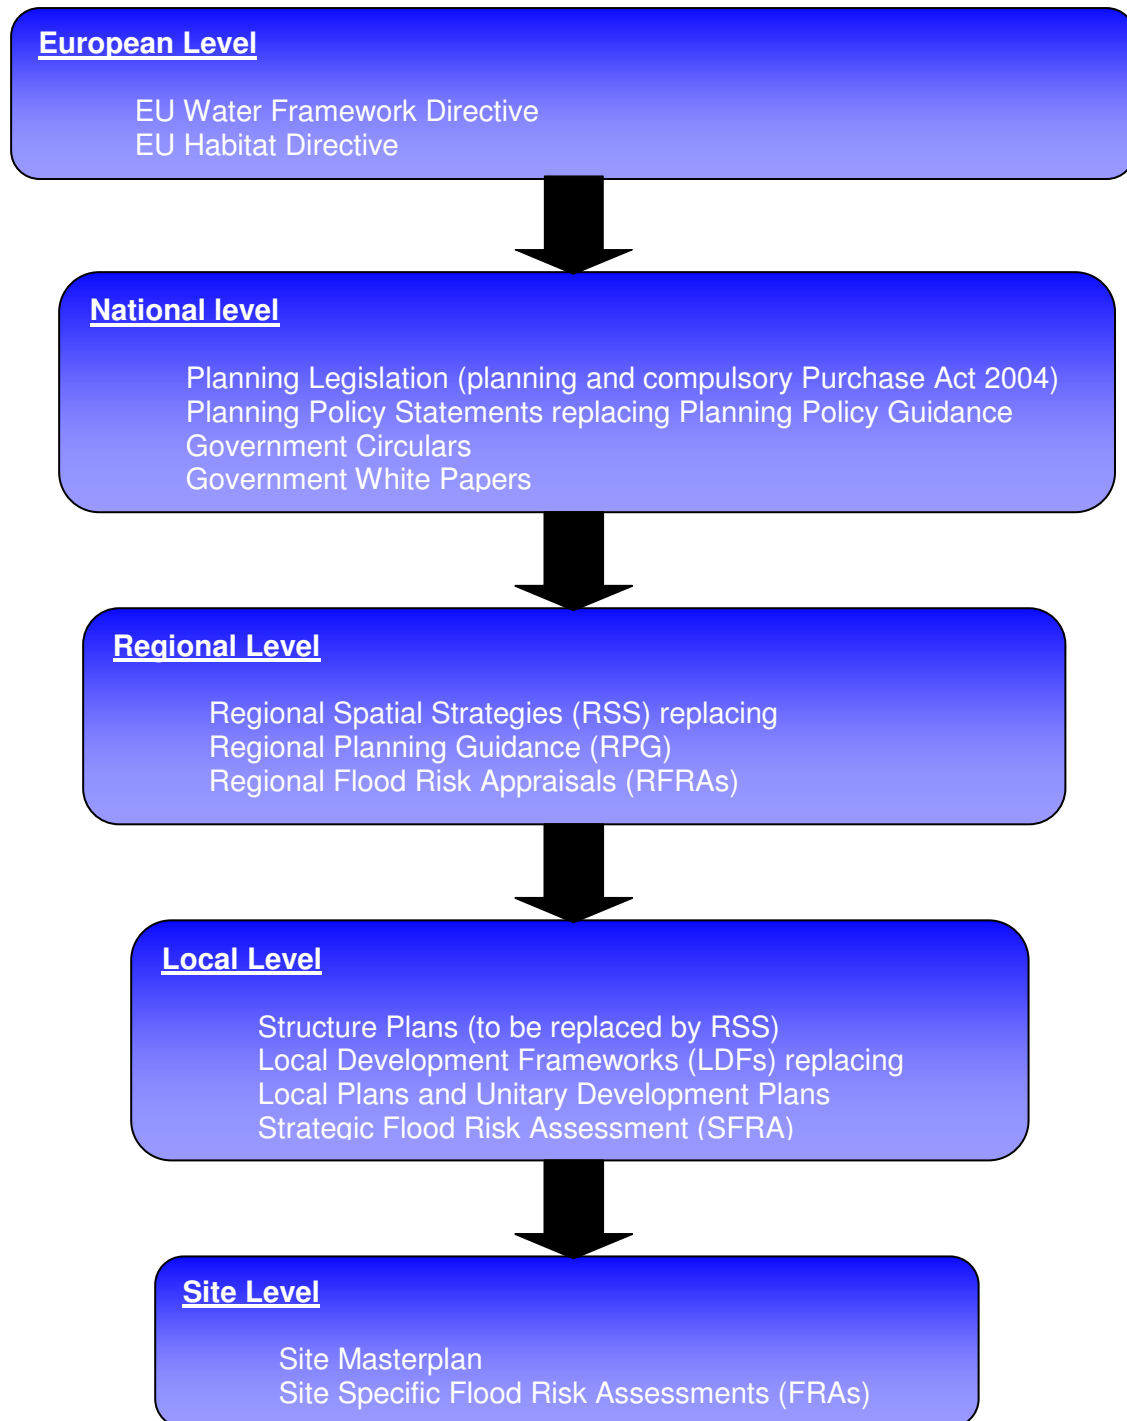 European Level
EU Water Framework Directive
EU Habitat Directive
National level
Planning Legislation (planning and compulsory Purchase Act 2004)
Planning Policy Statements replacing Planning Policy Guidance
Government Circulars
Government White Papers
Regional Level
Regional Spatial Strategies (RSS) replacing
Regional Planning Guidance (RPG)
Regional Flood Risk Appraisals (RFRAs)
Local Level
Structure Plans (to be replaced by RSS)
Local Development Frameworks (LDFs) replacing
Local Plans and Unitary Development Plans
Strategic Flood Risk Assessment (SFRA)
Site Level
Site Masterplan
Site Specific Flood Risk Assessments (FRAs)